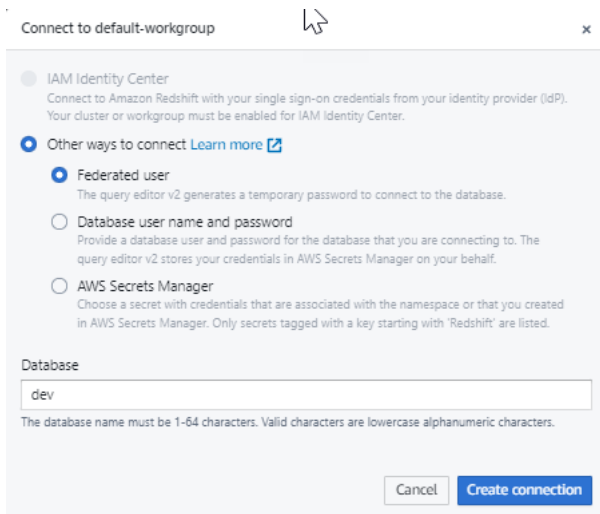 Connect to default-workgroup
×
IAM Identity Center
Connect to Amazon Redshift with your single sign-on credentials from your identity provider (IdP).
Your cluster or workgroup must be enabled for IAM Identity Center.
Other ways to connect Learn more
Federated user
The query editor v2 generates a temporary password to connect to the database.
Database user name and password
Provide a database user and password for the database that you are connecting to. The
query editor v2 stores your credentials in AWS Secrets Manager on your behalf.
AWS Secrets Manager
Choose a secret with credentials that are associated with the namespace or that you created
in AWS Secrets Manager. Only secrets tagged with a key starting with 'Redshift' are listed.
Database
dev
The database name must be 1-64 characters. Valid characters are lowercase alphanumeric characters.
Cancel Create connection